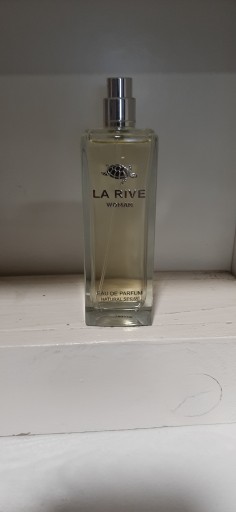 LA RIVE
WOMAN
EAU DE PARFUM
NATURAL SPRAY